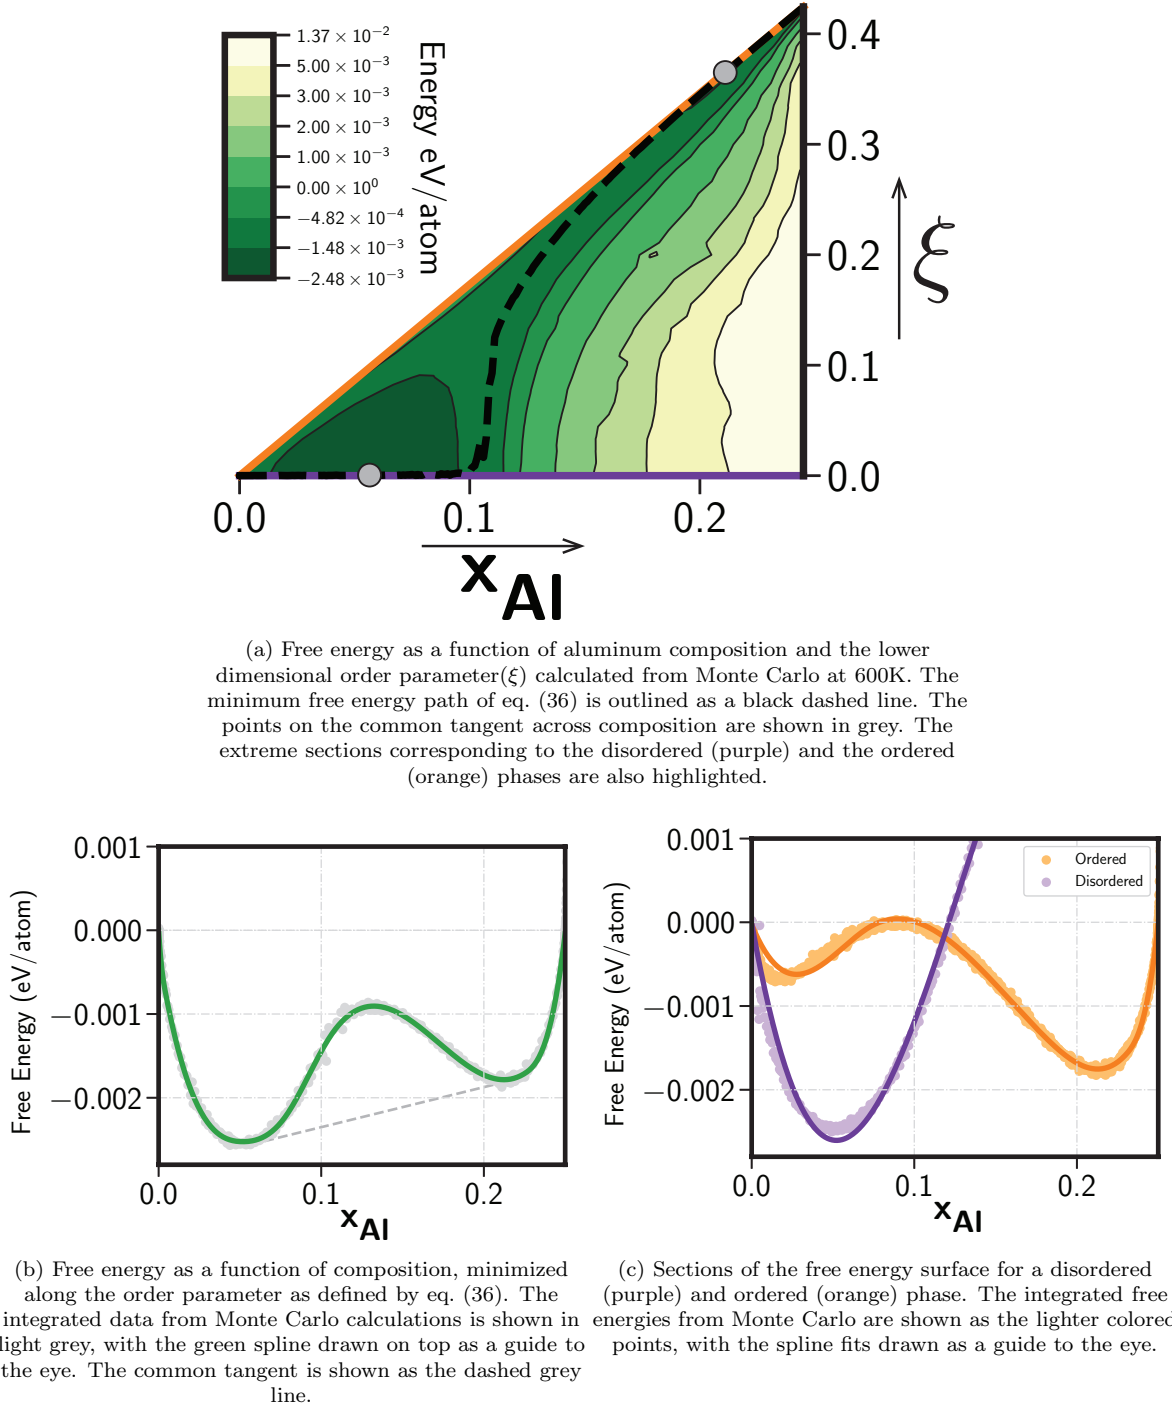 1.37 × 10⁻²
5.00 × 10⁻³
3.00 × 10⁻³
2.00 × 10⁻³
1.00 × 10⁻³
0.00 × 10⁰
−4.82 × 10⁻⁴
−1.48 × 10⁻³
−2.48 × 10⁻³
Energy eV/atom
0.4
0.3
0.2
0.1
0.0
ξ
0.0 0.1 0.2
x_Al
(a) Free energy as a function of aluminum composition and the lower
dimensional order parameter(ξ) calculated from Monte Carlo at 600K. The
minimum free energy path of eq. (36) is outlined as a black dashed line. The
points on the common tangent across composition are shown in grey. The
extreme sections corresponding to the disordered (purple) and the ordered
(orange) phases are also highlighted.
0.001
0.000
−0.001
−0.002
Free Energy (eV/atom)
0.0 0.1 0.2
x_Al
(b) Free energy as a function of composition, minimized
along the order parameter as defined by eq. (36). The
integrated data from Monte Carlo calculations is shown in
light grey, with the green spline drawn on top as a guide to
the eye. The common tangent is shown as the dashed grey
line.
0.001
0.000
−0.001
−0.002
Free Energy (eV/atom)
Ordered
Disordered
0.0 0.1 0.2
x_Al
(c) Sections of the free energy surface for a disordered
(purple) and ordered (orange) phase. The integrated free
energies from Monte Carlo are shown as the lighter colored
points, with the spline fits drawn as a guide to the eye.